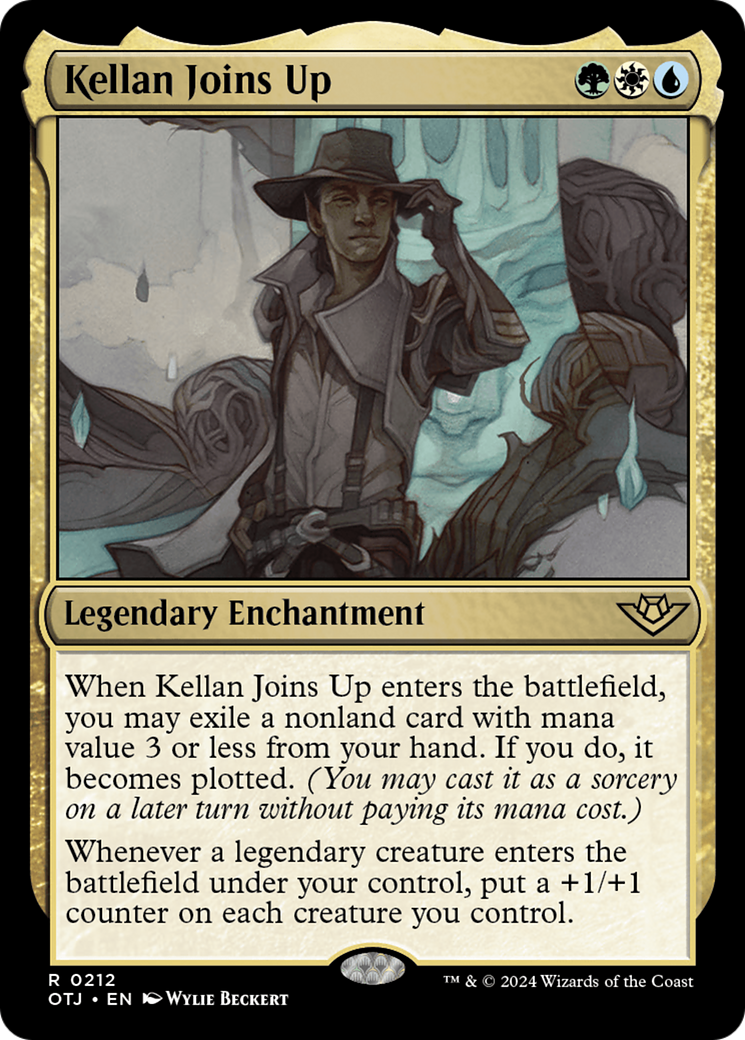 Kellan Joins Up
Legendary Enchantment
When Kellan Joins Up enters the battlefield,
you may exile a nonland card with mana
value 3 or less from your hand. If you do, it
becomes plotted. (You may cast it as a sorcery
on a later turn without paying its mana cost.)
Whenever a legendary creature enters the
battlefield under your control, put a +1/+1
counter on each creature you control.
R 0212
OTJ • EN Wylie Beckert
™ & © 2024 Wizards of the Coast